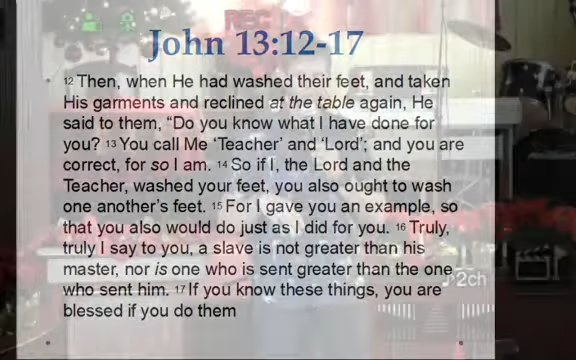 REC
John 13:12-17
• 12 Then, when He had washed their feet, and taken
His garments and reclined at the table again, He
said to them, “Do you know what I have done for
you? 13 You call Me ‘Teacher’ and ‘Lord’; and you are
correct, for so I am. 14 So if I, the Lord and the
Teacher, washed your feet, you also ought to wash
one another’s feet. 15 For I gave you an example, so
that you also would do just as I did for you. 16 Truly,
truly I say to you, a slave is not greater than his
master, nor is one who is sent greater than the one
who sent him. 17 If you know these things, you are
blessed if you do them
♪2ch